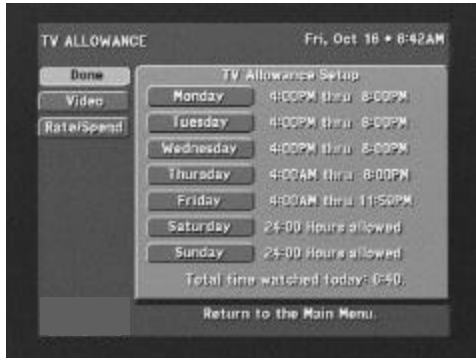 TV ALLOWANCE Fri, Oct 16 • 8:42AM
Done
Video
Rate/Spend
TV Allowance Setup
Monday 4:00PM thru 8:00PM
Tuesday 4:00PM thru 8:00PM
Wednesday 4:00PM thru 8:00PM
Thursday 4:00AM thru 8:00PM
Friday 4:00AM thru 11:50PM
Saturday 24:00 Hours allowed
Sunday 24:00 Hours allowed
Total time watched today: 0:40.
Return to the Main Menu.